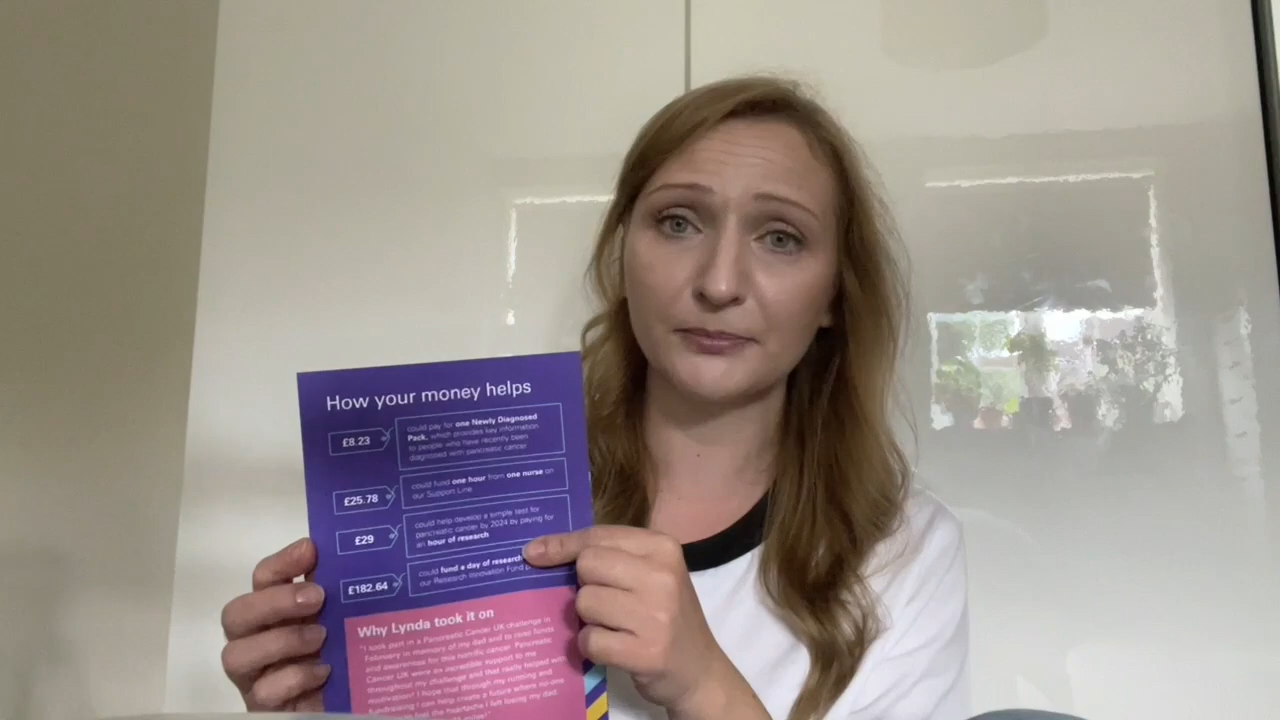 How your money helps
£8.23
could pay for one Newly Diagnosed
Pack, which provides key information
to people who have recently been
diagnosed with pancreatic cancer
£25.78
could fund one hour from one nurse on
our Support Line
£29
could help develop a simple test for
pancreatic cancer by 2024 by paying for
an hour of research
£182.64
could fund a day of research
our Research Innovation Fund
Why Lynda took it on
"I took part in a Pancreatic Cancer UK challenge in
February in memory of my dad and to raise funds
and awareness for this horrific cancer. Pancreatic
Cancer UK were an incredible support to me
throughout my challenge and that really helped with
motivation! I hope that through my running and
fundraising I can help create a future where no-one
feel the heartache I felt losing my dad.